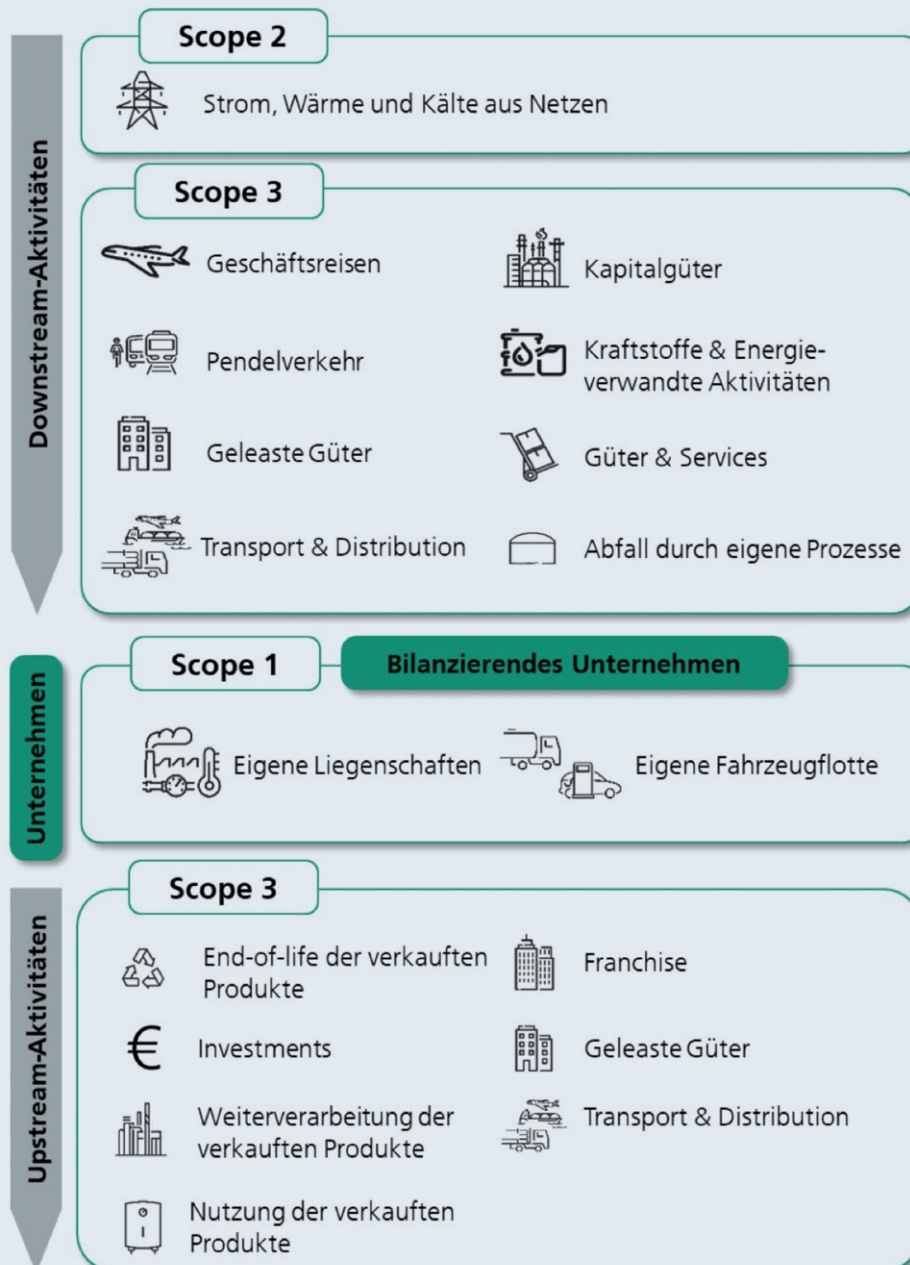 Downstream-Aktivitäten
Scope 2
Strom, Wärme und Kälte aus Netzen
Scope 3
Geschäftsreisen
Kapitalgüter
Pendelverkehr
Kraftstoffe & Energie-
verwandte Aktivitäten
Geleaste Güter
Güter & Services
Transport & Distribution
Abfall durch eigene Prozesse
Unternehmen
Scope 1
Bilanzierendes Unternehmen
Eigene Liegenschaften
Eigene Fahrzeugflotte
Upstream-Aktivitäten
Scope 3
End-of-life der verkauften
Produkte
Franchise
€
Investments
Geleaste Güter
Weiterverarbeitung der
verkauften Produkte
Transport & Distribution
Nutzung der verkauften
Produkte